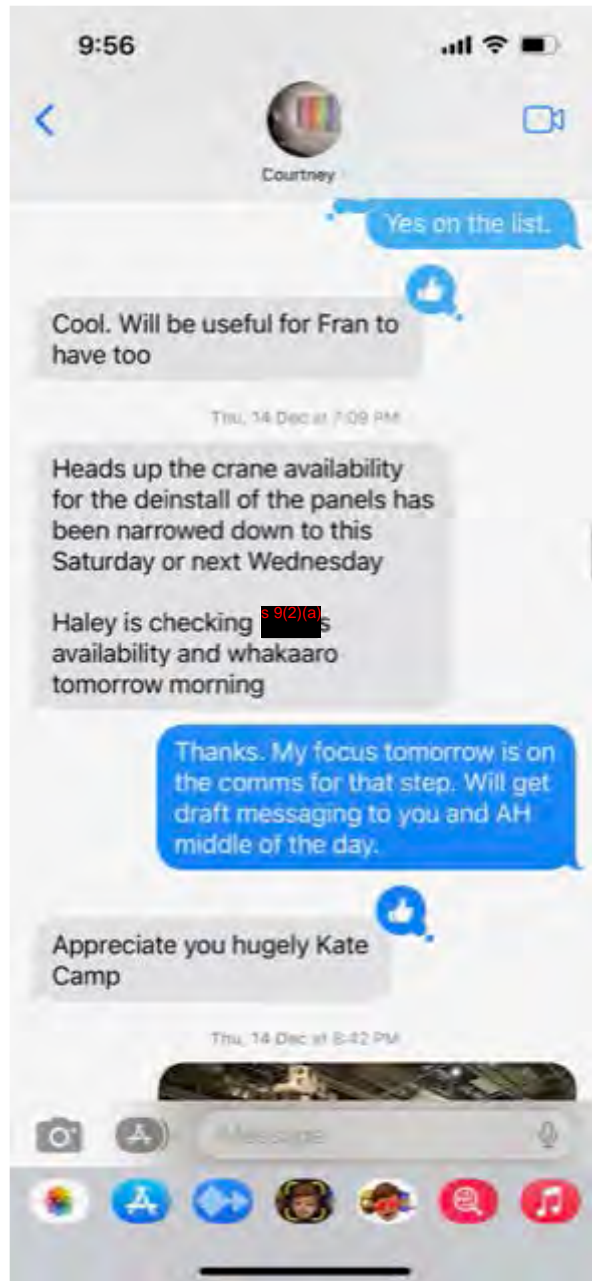 9:56
Courtney
Yes on the list.
Cool. Will be useful for Fran to
have too
Thu, 14 Dec at 7:09 PM
Heads up the crane availability
for the deinstall of the panels has
been narrowed down to this
Saturday or next Wednesday
Haley is checking s 9(2)(a) s
availability and whakaaro
tomorrow morning
Thanks. My focus tomorrow is on
the comms for that step. Will get
draft messaging to you and AH
middle of the day.
Appreciate you hugely Kate
Camp
Thu, 14 Dec at 8:42 PM
iMessage